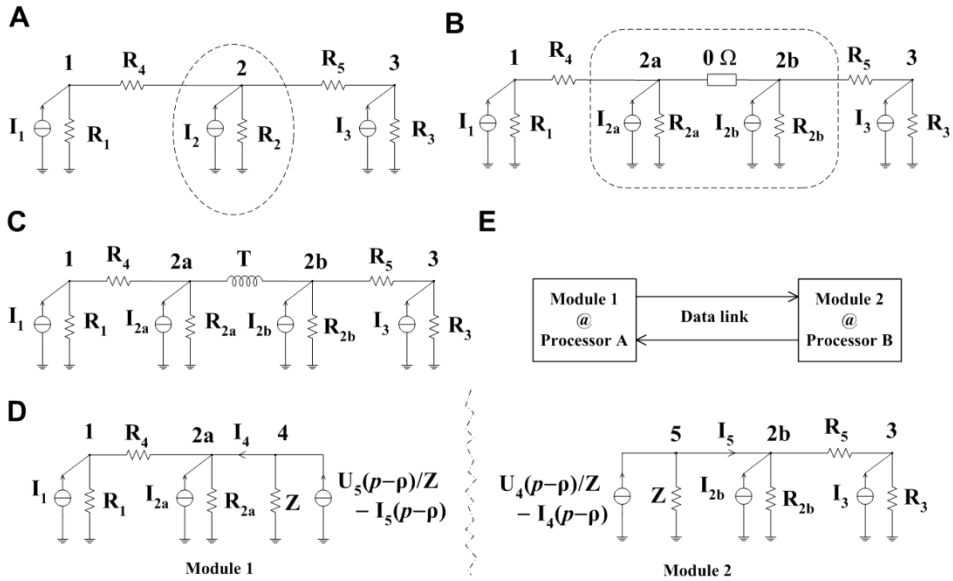 A
1 R₄ 2 R₅ 3
I₁ R₁ I₂ R₂ I₃ R₃
B
1 R₄ 2a 0 Ω 2b R₅ 3
I₁ R₁ I₂ₐ R₂ₐ I₂b R₂b I₃ R₃
C
1 R₄ 2a T 2b R₅ 3
I₁ R₁ I₂ₐ R₂ₐ I₂b R₂b I₃ R₃
E
Module 1
@
Processor A
Data link
Module 2
@
Processor B
D
1 R₄ 2a I₄ 4
I₁ R₁ I₂ₐ R₂ₐ Z
U₅(p−ρ)/Z
− I₅(p−ρ)
Module 1
5 I₅ 2b R₅ 3
U₄(p−ρ)/Z
− I₄(p−ρ)
Z I₂b R₂b I₃ R₃
Module 2